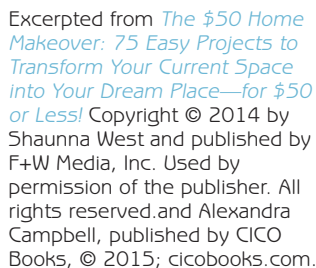 Excerpted from The $50 Home
Makeover: 75 Easy Projects to
Transform Your Current Space
into Your Dream Place—for $50
or Less! Copyright © 2014 by
Shaunna West and published by
F+W Media, Inc. Used by
permission of the publisher. All
rights reserved.and Alexandra
Campbell, published by CICO
Books, © 2015; cicobooks.com.